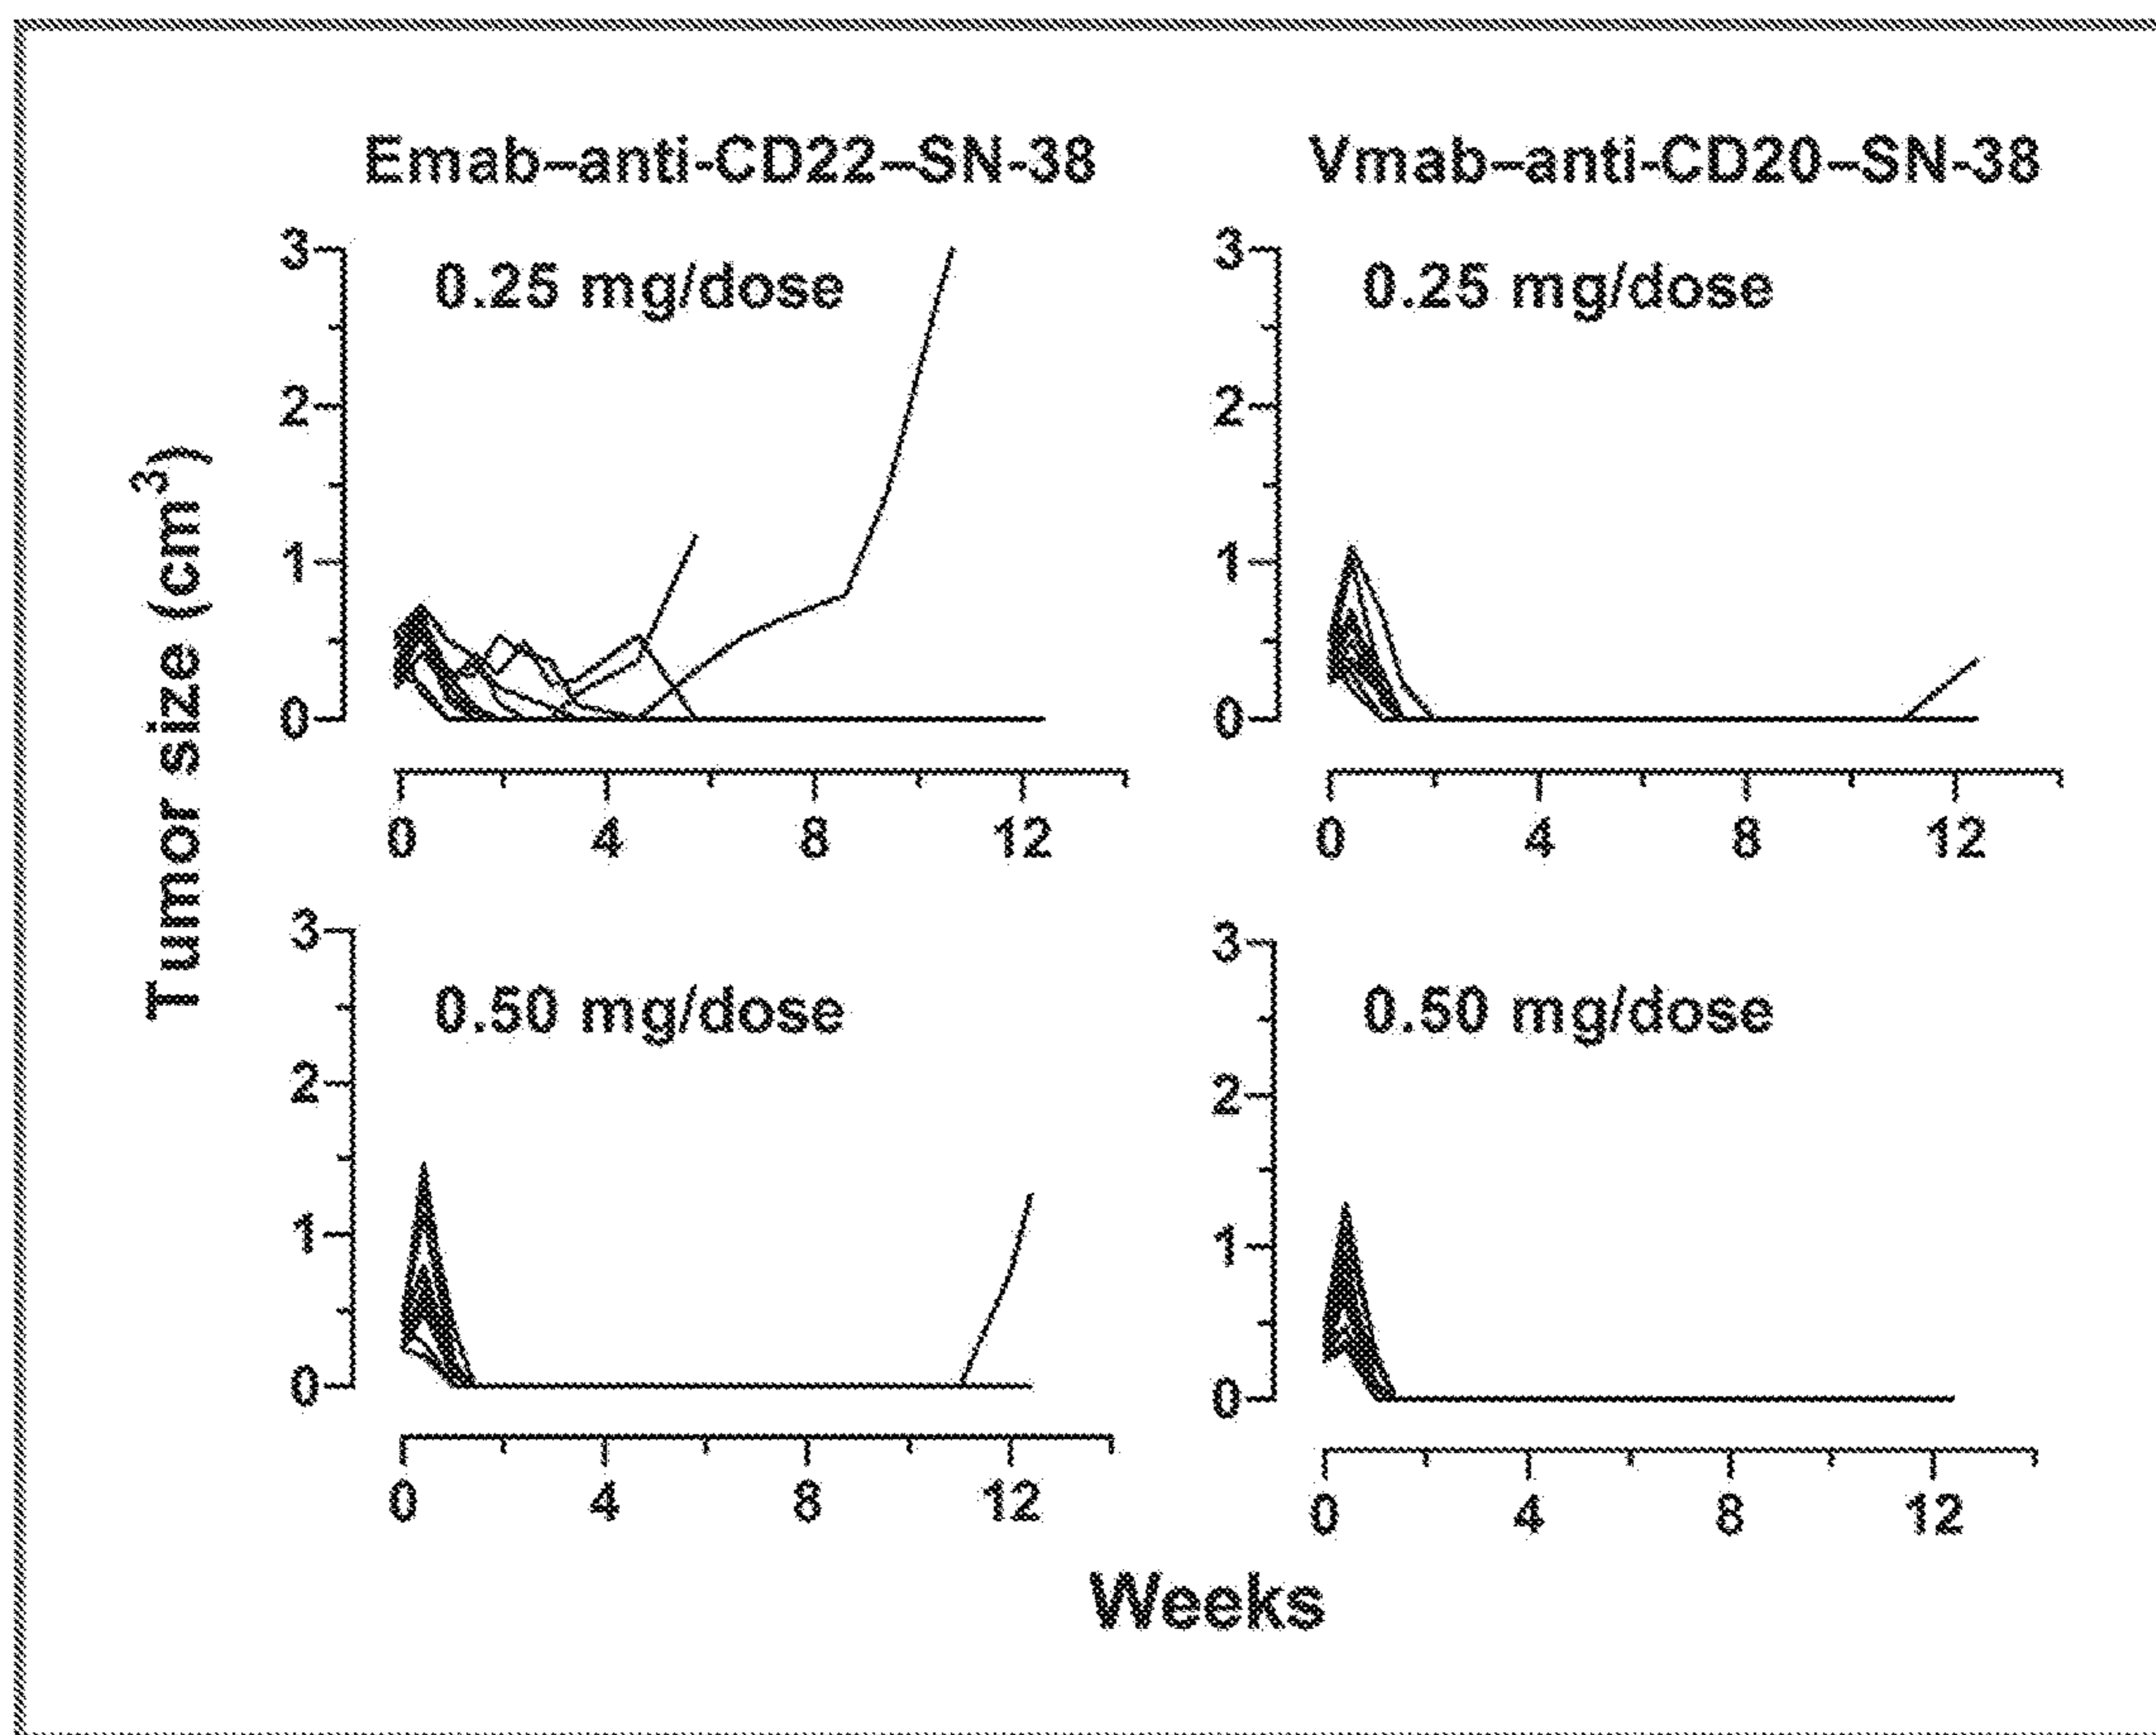 Emab–anti-CD22–SN-38
Vmab–anti-CD20–SN-38
Tumor size (cm³)
3
0.25 mg/dose
2
1
0
0 4 8 12
3
0.25 mg/dose
2
1
0
0 4 8 12
3
0.50 mg/dose
2
1
0
0 4 8 12
3
0.50 mg/dose
2
1
0
0 4 8 12
Weeks